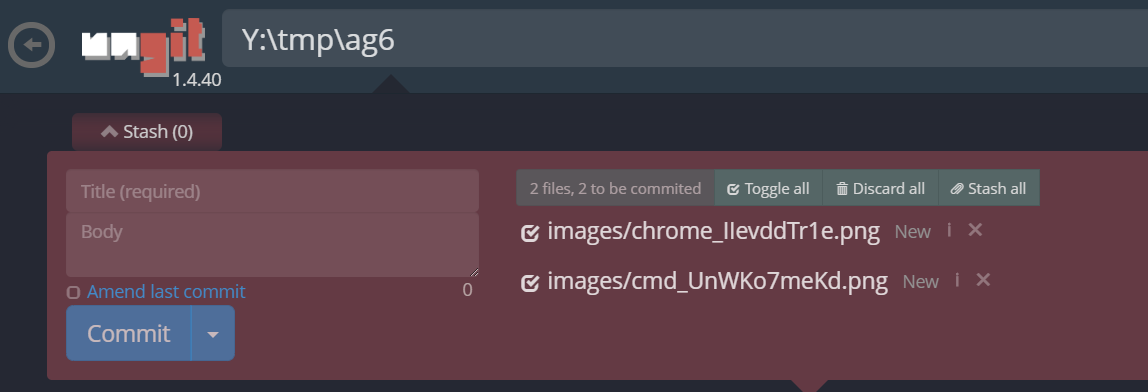 ungit
Y:\tmp\ag6
1.4.40
Stash (0)
Title (required)
2 files, 2 to be commited
Toggle all
Discard all
Stash all
Body
images/chrome_IIevddTr1e.png New i
images/cmd_UnWKo7meKd.png New i
Amend last commit
0
Commit